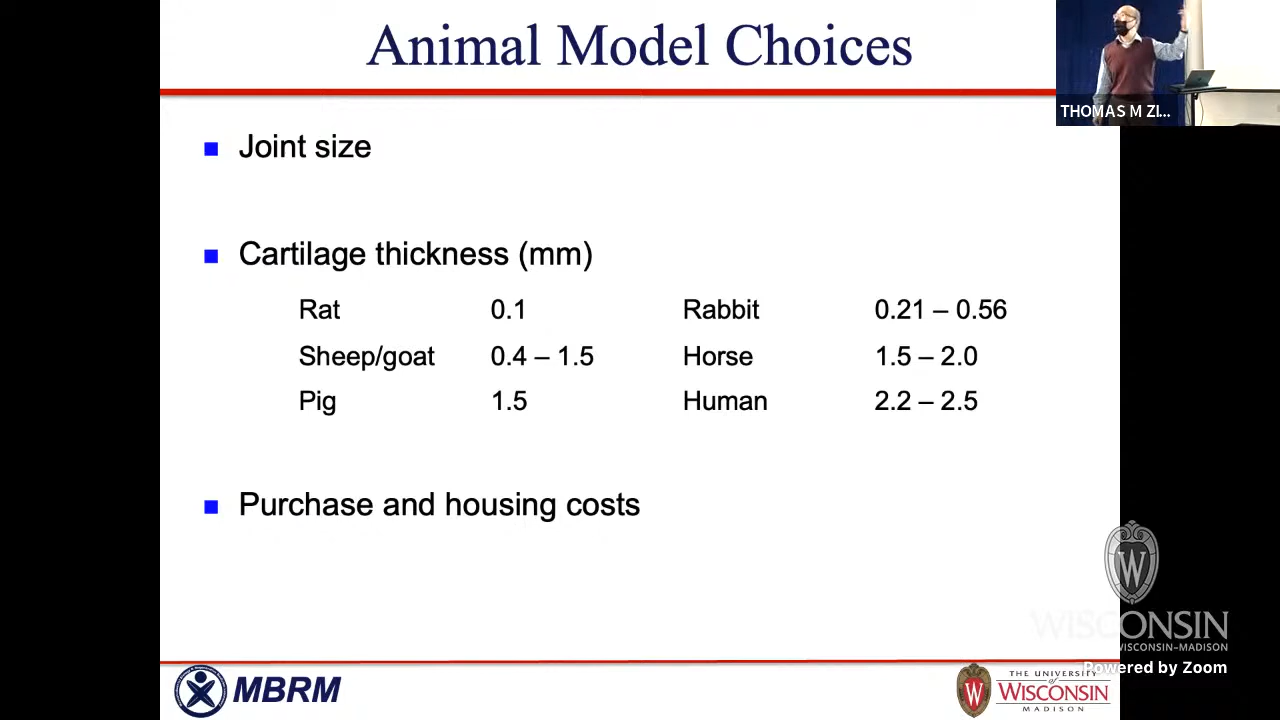 Animal Model Choices
THOMAS M ZI...
Joint size
Cartilage thickness (mm)
Rat 0.1 Rabbit 0.21 – 0.56
Sheep/goat 0.4 – 1.5 Horse 1.5 – 2.0
Pig 1.5 Human 2.2 – 2.5
Purchase and housing costs
W
WISCONSIN
WISCONSIN–MADISON
Powered by Zoom
MBRM
W
THE UNIVERSITY
of
WISCONSIN
MADISON